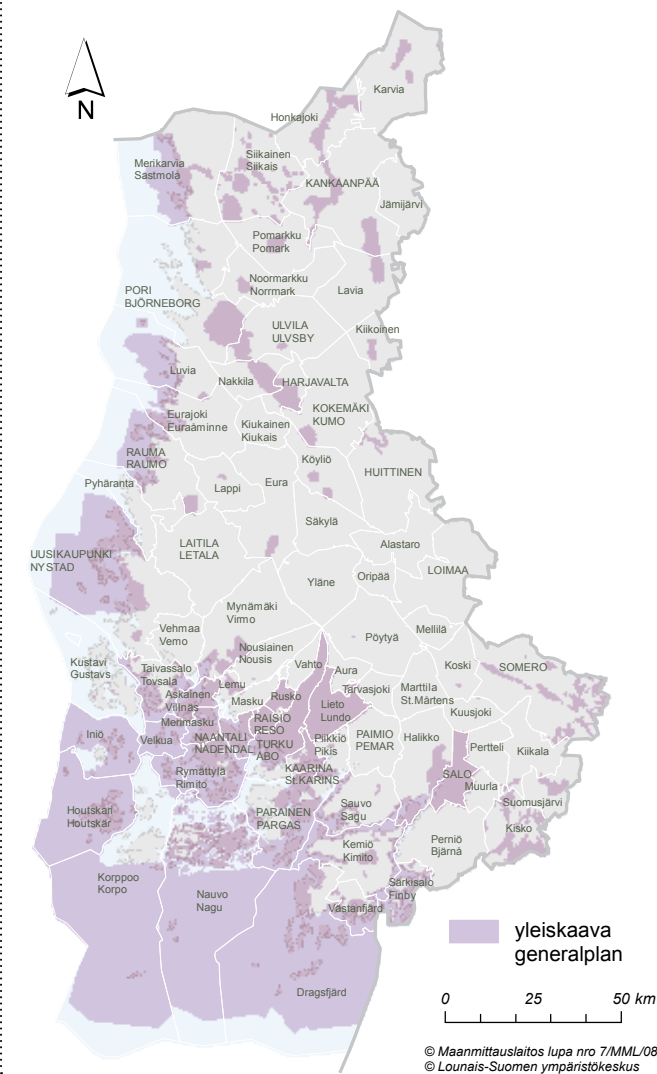 N
Karvia
Honkajoki
Merikarvia
Sastmola
Siikainen
Siikais
KANKAANPÄÄ
Jämijärvi
Pomarkku
Pomark
Noormarkku
Norrmark
Lavia
PORI
BJÖRNEBORG
ULVILA
ULVSBY
Kiikoinen
Luvia
Nakkila
HARJAVALTA
Eurajoki
Euraåminne
Kiukainen
Kiukais
KOKEMÄKI
KUMO
RAUMA
RAUMO
Köyliö
HUITTINEN
Pyhäranta
Lappi
Eura
Säkylä
LAITILA
LETALA
Alastaro
UUSIKAUPUNKI
NYSTAD
Yläne
Oripää
LOIMAA
Mynämäki
Virmo
Vehmaa
Vemo
Pöytyä
Mellilä
Nousiainen
Nousis
Kustavi
Gustavs
Taivassalo
Tövsala
Vahto
Aura
Koski
SOMERO
Askainen
Villnäs
Lemu
Masku
Rusko
Tarvasjoki
Marttila
St.Mårtens
Lieto
Lundo
Kuusjoki
Iniö
Velkua
Merimasku
NAANTALI
NÅDENDAL
RAISIO
RESO
TURKU
ÅBO
Piikkiö
Pikis
PAIMIO
PEMAR
Halikko
Pertteli
Kiikala
Rymättylä
Rimito
KAARINA
St.KARINS
SALO
Muurla
Suomusjärvi
Houtskari
Houtskär
PARAINEN
PARGAS
Sauvo
Sagu
Kisko
Perniö
Bjärnå
Kemiö
Kimito
Korppoo
Korpo
Nauvo
Nagu
Särkisalo
Finby
Västanfjärd
Dragsfjärd
yleiskaava
generalplan
0 25 50 km
© Maanmittauslaitos lupa nro 7/MML/08
© Lounais-Suomen ympäristökeskus